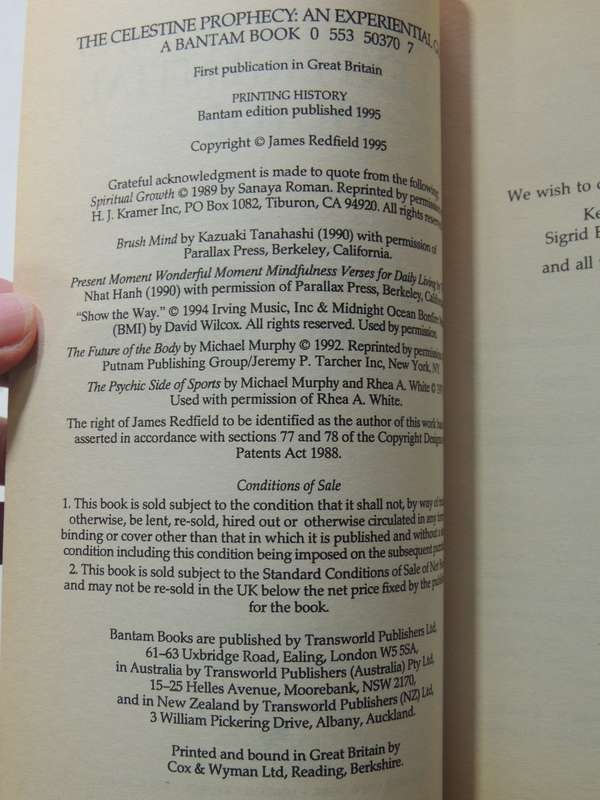 THE CELESTINE PROPHECY: AN EXPERIENTIAL
A BANTAM BOOK 0 553 50370 7
First publication in Great Britain
PRINTING HISTORY
Bantam edition published 1995
Copyright © James Redfield 1995
Grateful acknowledgment is made to quote from the following:
Spiritual Growth © 1989 by Sanaya Roman. Reprinted by permission
H. J. Kramer Inc, PO Box 1082, Tiburon, CA 94920. All rights reserved
Brush Mind by Kazuaki Tanahashi (1990) with permission of
Parallax Press, Berkeley, California.
Present Moment Wonderful Moment Mindfulness Verses for Daily Living by
Nhat Hanh (1990) with permission of Parallax Press, Berkeley,
"Show the Way." © 1994 Irving Music, Inc & Midnight Ocean Bonfire
(BMI) by David Wilcox. All rights reserved. Used by permission.
The Future of the Body by Michael Murphy © 1992. Reprinted by permission
Putnam Publishing Group/Jeremy P. Tarcher Inc, New York, NY.
The Psychic Side of Sports by Michael Murphy and Rhea A. White ©
Used with permission of Rhea A. White.
The right of James Redfield to be identified as the author of this work
asserted in accordance with sections 77 and 78 of the Copyright
Patents Act 1988.
Conditions of Sale
1. This book is sold subject to the condition that it shall not, by way of
otherwise, be lent, re-sold, hired out or otherwise circulated in any
binding or cover other than that in which it is published and without
condition including this condition being imposed on the subsequent
2. This book is sold subject to the Standard Conditions of Sale of Net
and may not be re-sold in the UK below the net price fixed by the
for the book.
Bantam Books are published by Transworld Publishers Ltd,
61–63 Uxbridge Road, Ealing, London W5 5SA,
in Australia by Transworld Publishers (Australia) Pty Ltd,
15–25 Helles Avenue, Moorebank, NSW 2170,
and in New Zealand by Transworld Publishers (NZ) Ltd,
3 William Pickering Drive, Albany, Auckland.
Printed and bound in Great Britain by
Cox & Wyman Ltd, Reading, Berkshire.
We wish to
Sigrid
and all